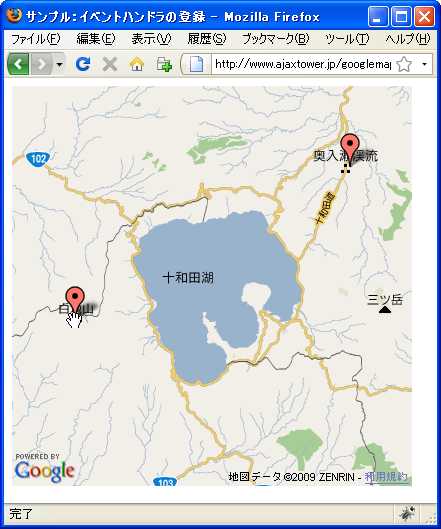 サンプル：イベントハンドラの登録 - Mozilla Firefox
ファイル(F) 編集(E) 表示(V) 履歴(S) ブックマーク(B) ツール(T) ヘルプ(H)
http://www.ajaxtower.jp/googlemap
奥入瀬渓流
102
十和田道
十和田湖
三ツ岳
白地山
POWERED BY
Google
地図データ ©2009 ZENRIN - 利用規約
103
完了